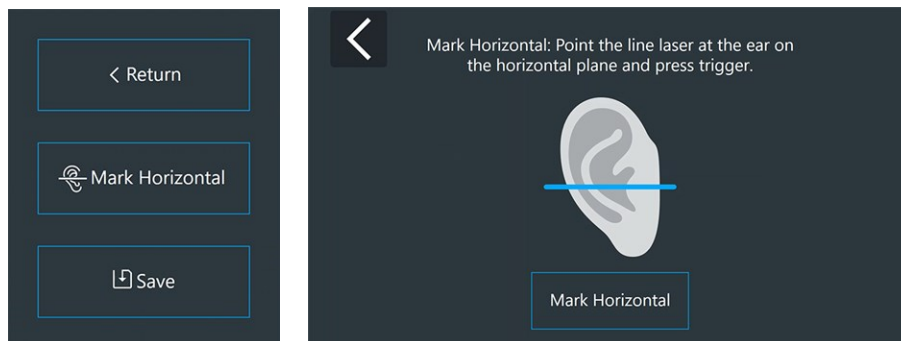 < Return
Mark Horizontal
Save
Mark Horizontal: Point the line laser at the ear on
the horizontal plane and press trigger.
Mark Horizontal